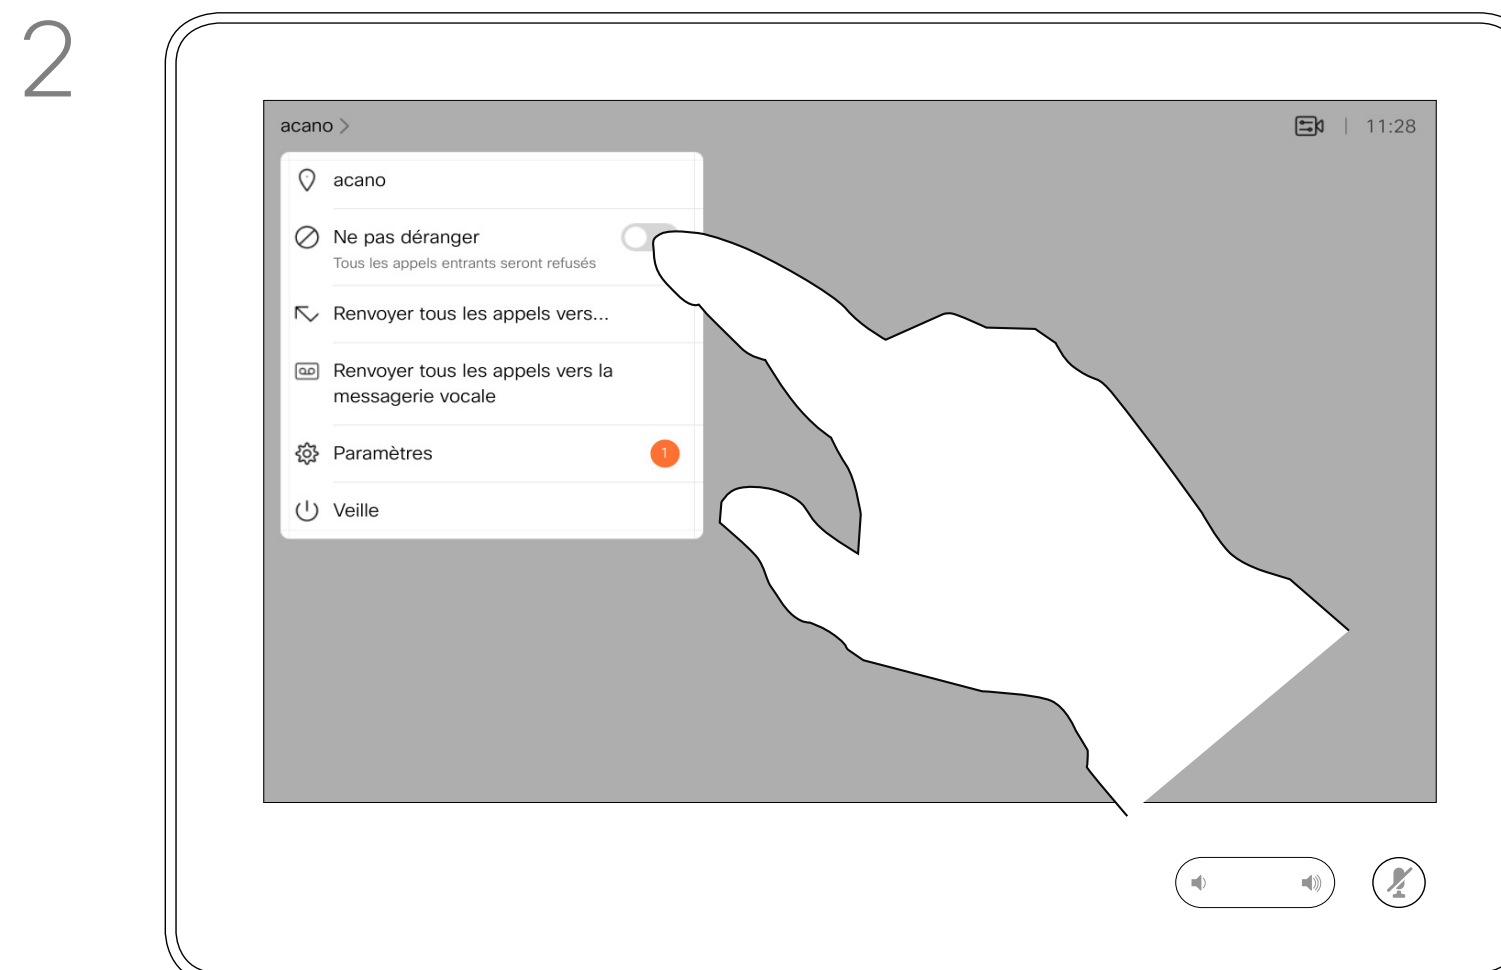 2
acano
11:28
acano
Ne pas déranger
Tous les appels entrants seront refusés
Renvoyer tous les appels vers...
Renvoyer tous les appels vers la
messagerie vocale
Paramètres
1
Veille